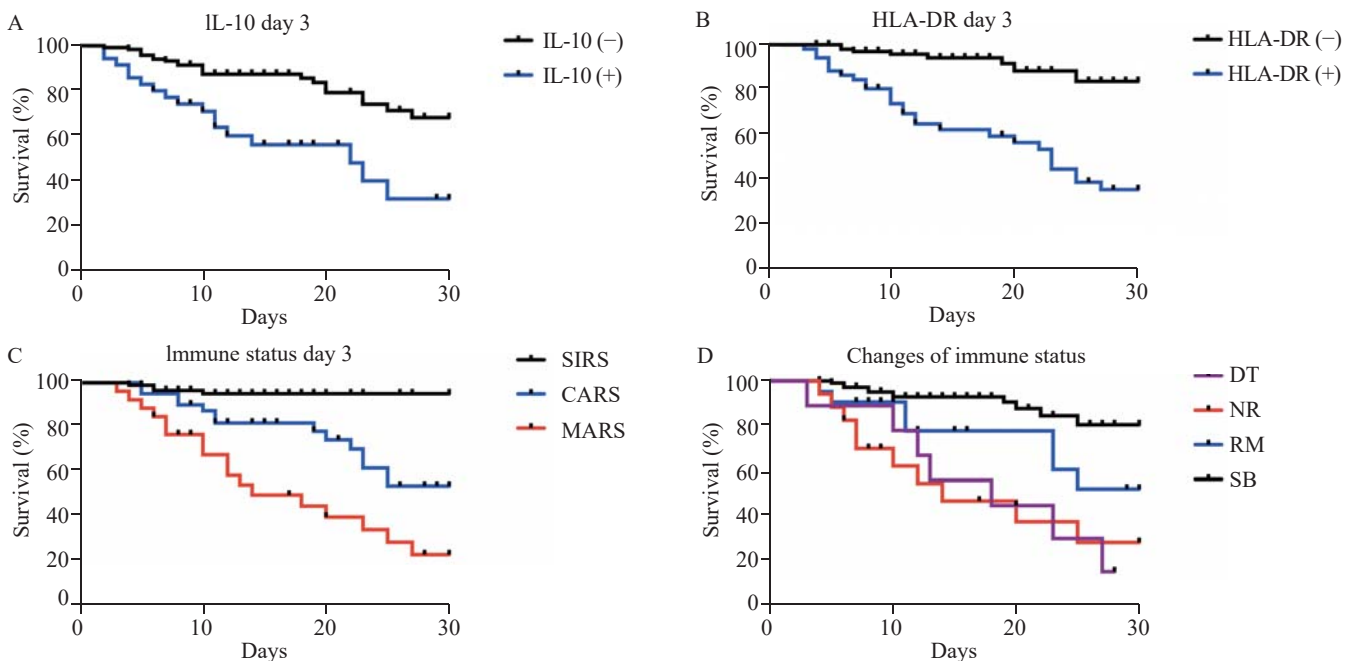 A
lL-10 day 3
100
80
60
40
20
0
Survival (%)
0 10 20 30
Days
IL-10 (−)
IL-10 (+)
B
HLA-DR day 3
100
80
60
40
20
0
Survival (%)
0 10 20 30
Days
HLA-DR (−)
HLA-DR (+)
C
lmmune status day 3
100
80
60
40
20
0
Survival (%)
0 10 20 30
Days
SIRS
CARS
MARS
D
Changes of immune status
100
80
60
40
20
0
Survival (%)
0 10 20 30
Days
DT
NR
RM
SB